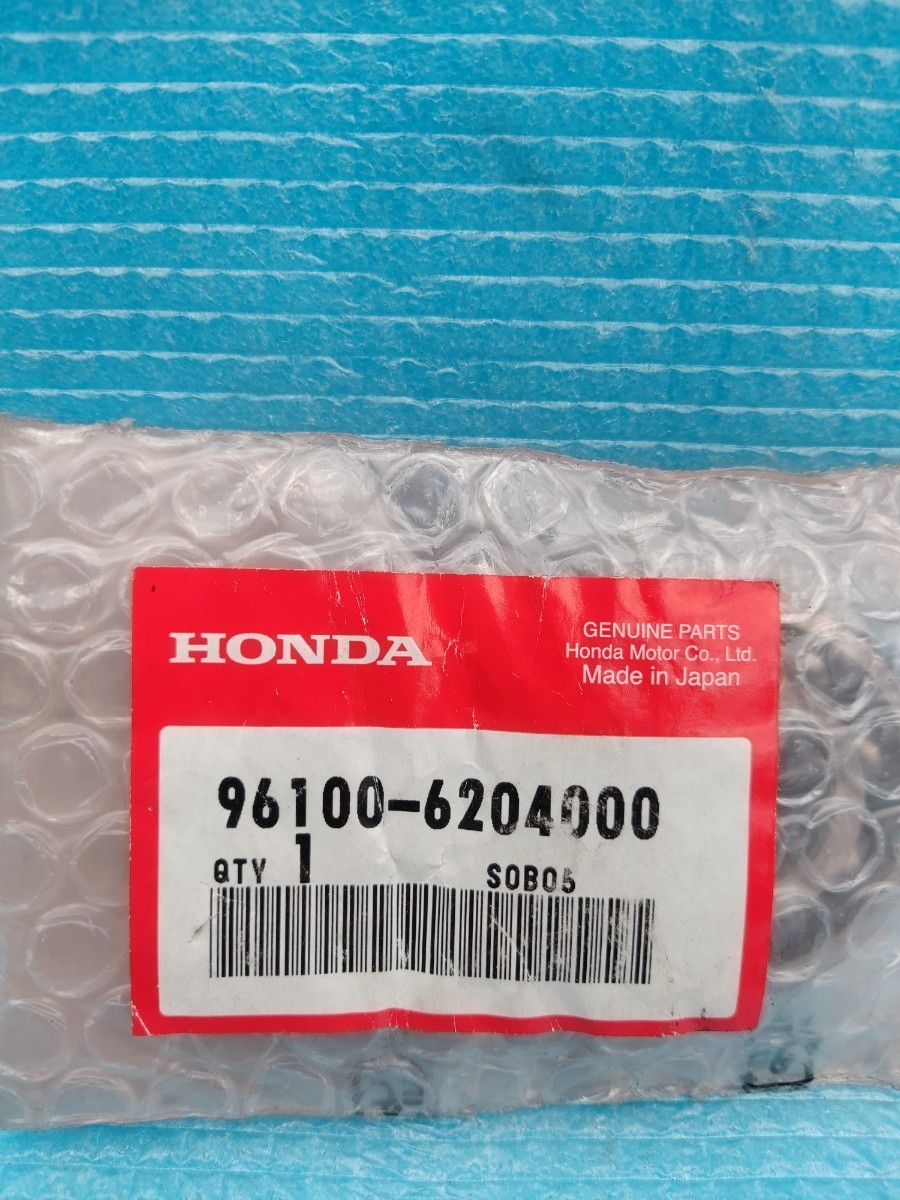 HONDA
GENUINE PARTS
Honda Motor Co., Ltd.
Made in Japan
96100-6204000
QTY 1 S0B05